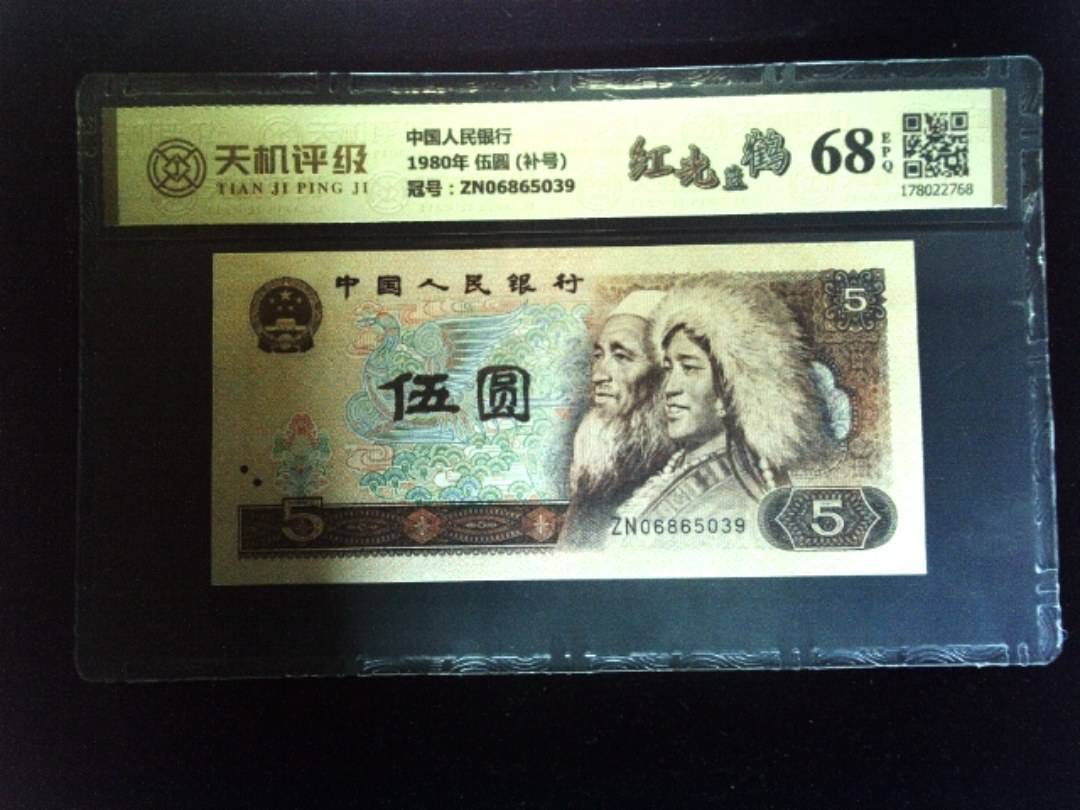 天机评级
TIAN JI PING JI
中国人民银行
1980年 伍圆 (补号)
冠号：ZN06865039
红光蓝鹤
68
EPQ
178022768
中国人民银行
5
伍圆
5
ZN06865039
5